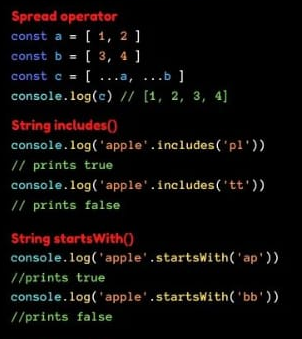 Spread operator
const a = [ 1, 2 ]
const b = [ 3, 4 ]
const c = [ ...a, ...b ]
console.log(c) // [1, 2, 3, 4]
String includes()
console.log('apple'.includes('pl'))
// prints true
console.log('apple'.includes('tt'))
// prints false
String startsWith()
console.log('apple'.startsWith('ap'))
//prints true
console.log('apple'.startsWith('bb'))
//prints false